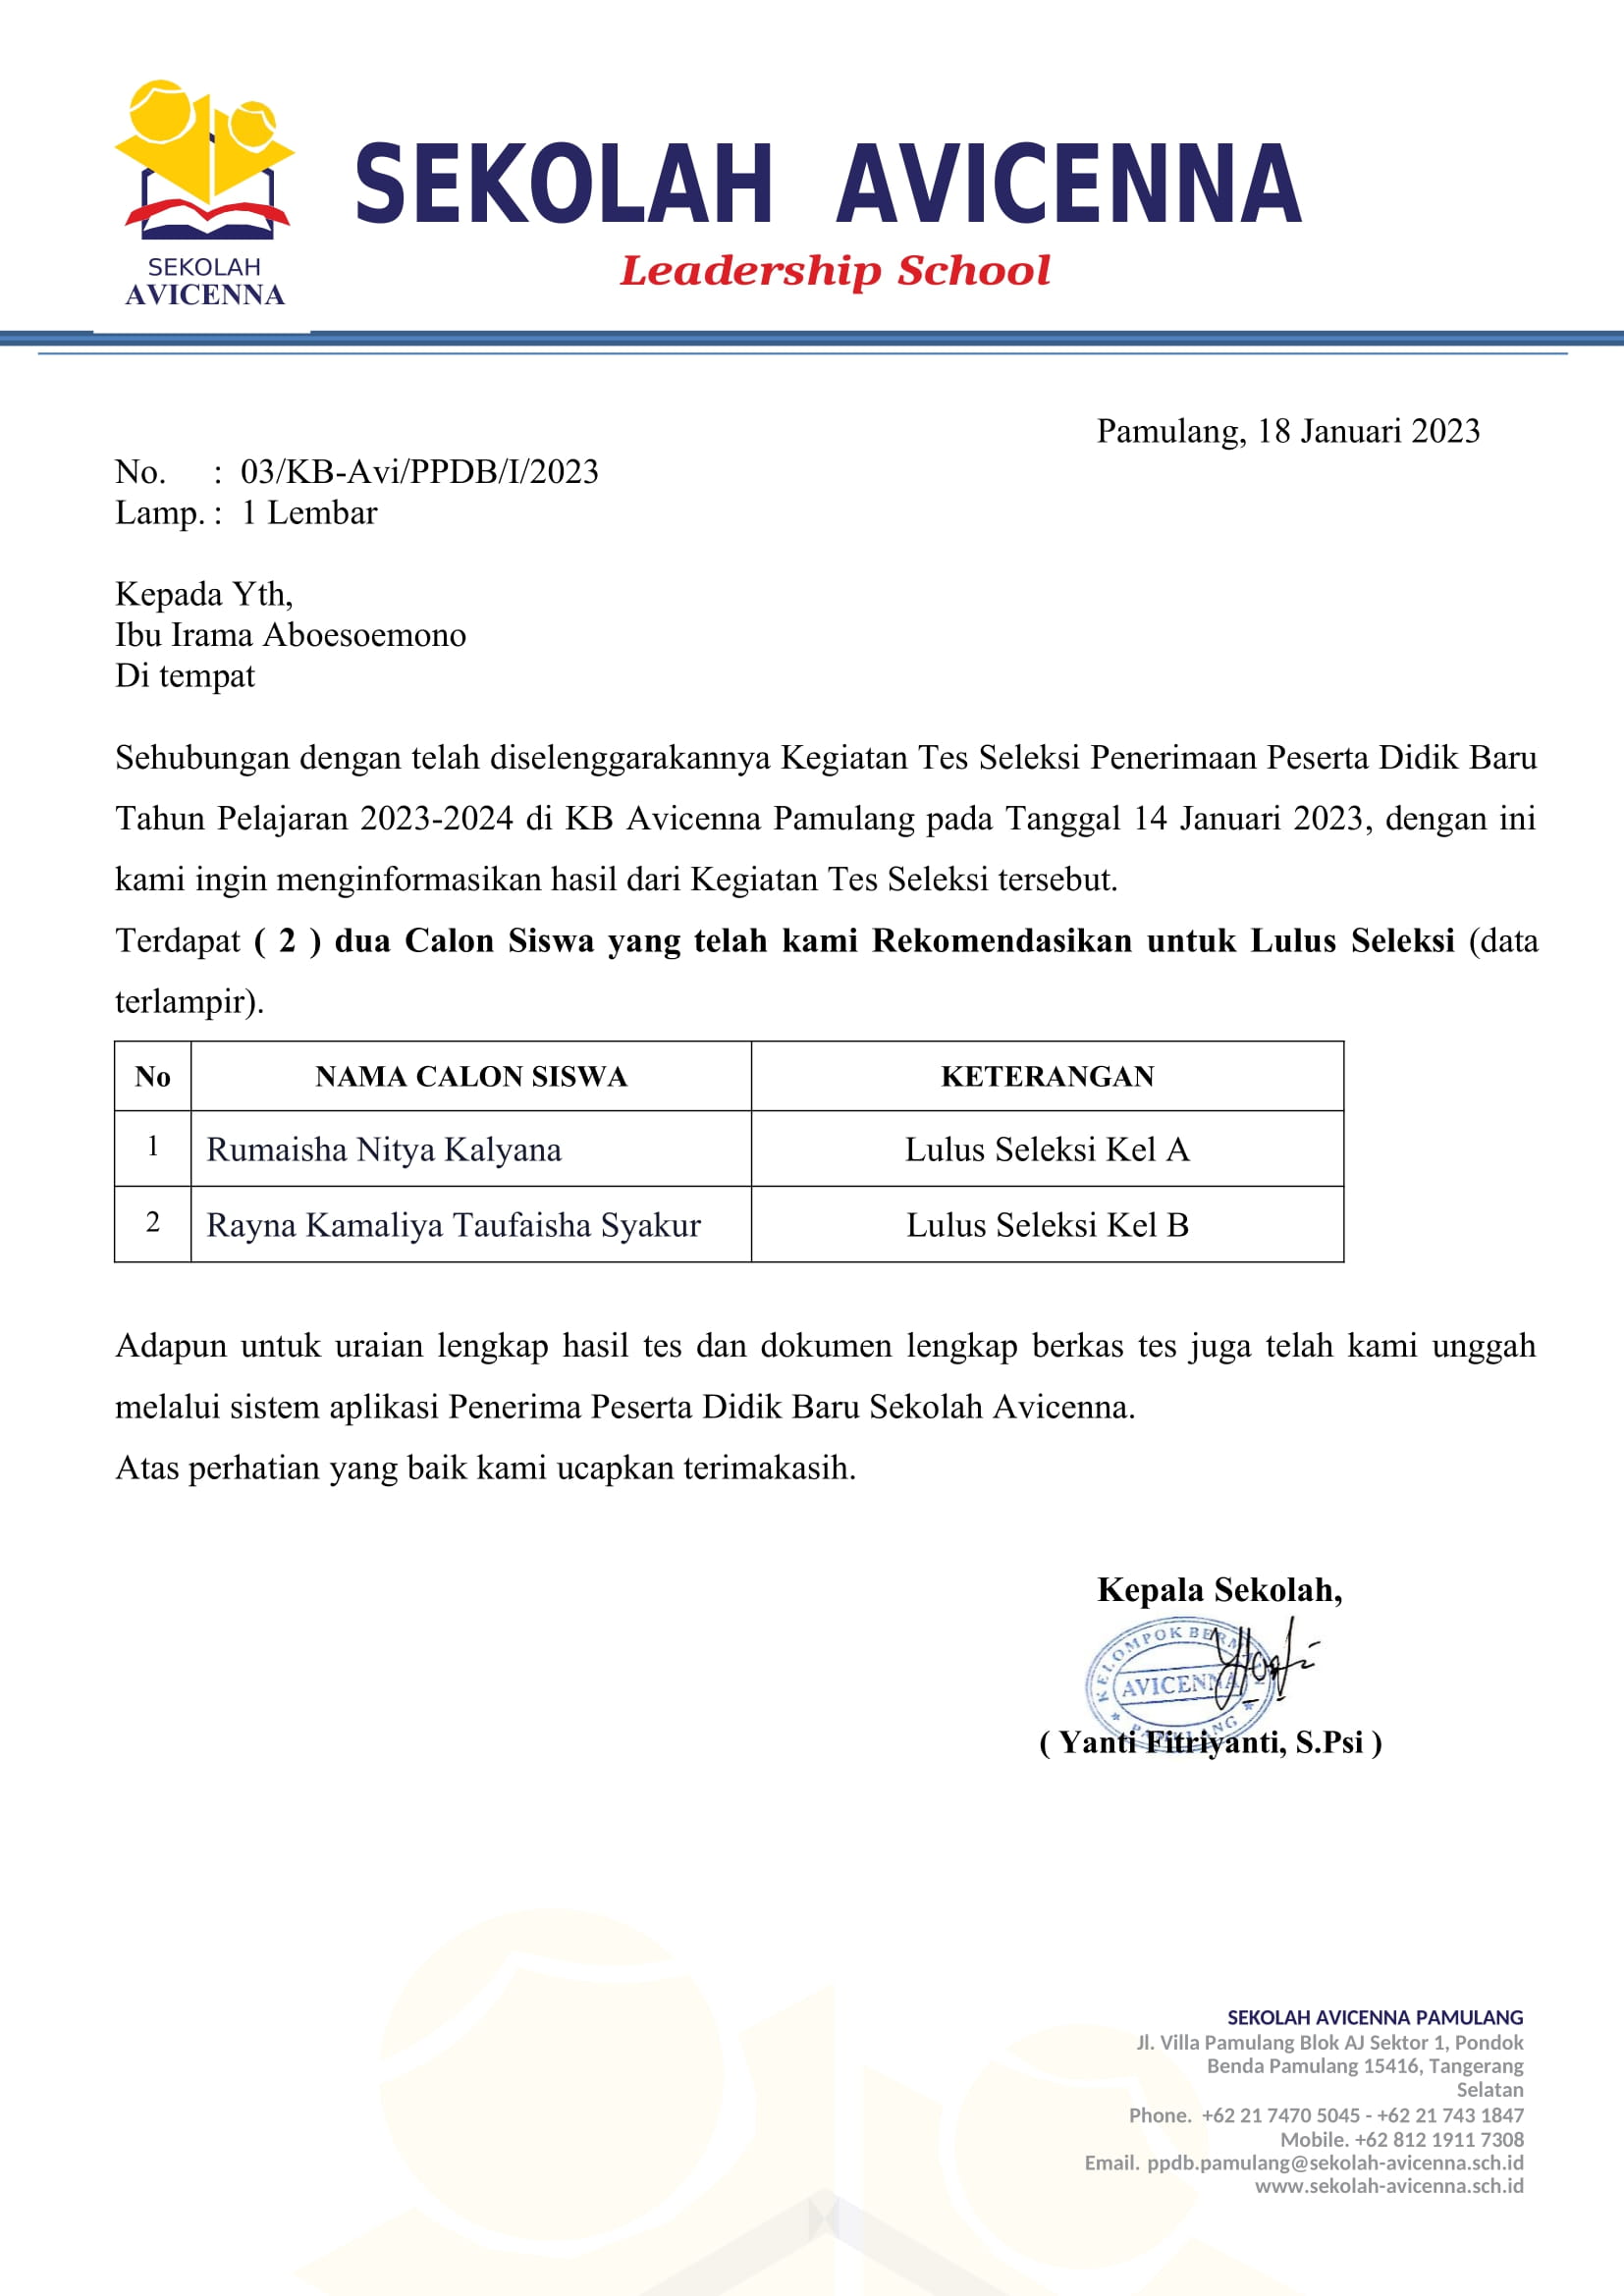 SEKOLAH AVICENNA
Leadership School
SEKOLAH
AVICENNA
Pamulang, 18 Januari 2023
No. : 03/KB-Avi/PPDB/I/2023
Lamp. : 1 Lembar
Kepada Yth,
Ibu Irama Aboesoemono
Di tempat
Sehubungan dengan telah diselenggarakannya Kegiatan Tes Seleksi Penerimaan Peserta Didik Baru
Tahun Pelajaran 2023-2024 di KB Avicenna Pamulang pada Tanggal 14 Januari 2023, dengan ini
kami ingin menginformasikan hasil dari Kegiatan Tes Seleksi tersebut.
Terdapat ( 2 ) dua Calon Siswa yang telah kami Rekomendasikan untuk Lulus Seleksi (data
terlampir).
No NAMA CALON SISWA KETERANGAN
1 Rumaisha Nitya Kalyana Lulus Seleksi Kel A
2 Rayna Kamaliya Taufaisha Syakur Lulus Seleksi Kel B
Adapun untuk uraian lengkap hasil tes dan dokumen lengkap berkas tes juga telah kami unggah
melalui sistem aplikasi Penerima Peserta Didik Baru Sekolah Avicenna.
Atas perhatian yang baik kami ucapkan terimakasih.
Kepala Sekolah,
KELOMPOK
AVICENNA
PAMULANG
( Yanti Fitriyanti, S.Psi )
SEKOLAH AVICENNA PAMULANG
Jl. Villa Pamulang Blok AJ Sektor 1, Pondok
Benda Pamulang 15416, Tangerang
Selatan
Phone. +62 21 7470 5045 - +62 21 743 1847
Mobile. +62 812 1911 7308
Email. ppdb.pamulang@sekolah-avicenna.sch.id
www.sekolah-avicenna.sch.id